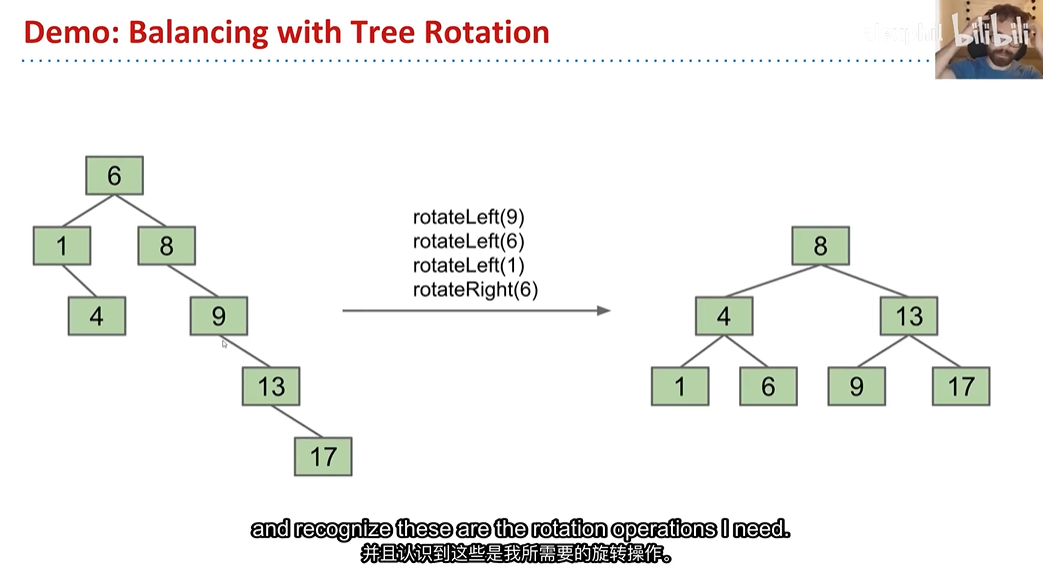 Demo: Balancing with Tree Rotation
bilibili
6
1
8
4
9
13
17
rotateLeft(9)
rotateLeft(6)
rotateLeft(1)
rotateRight(6)
8
4
13
1
6
9
17
and recognize these are the rotation operations I need.
并且认识到这些是我所需要的旋转操作。